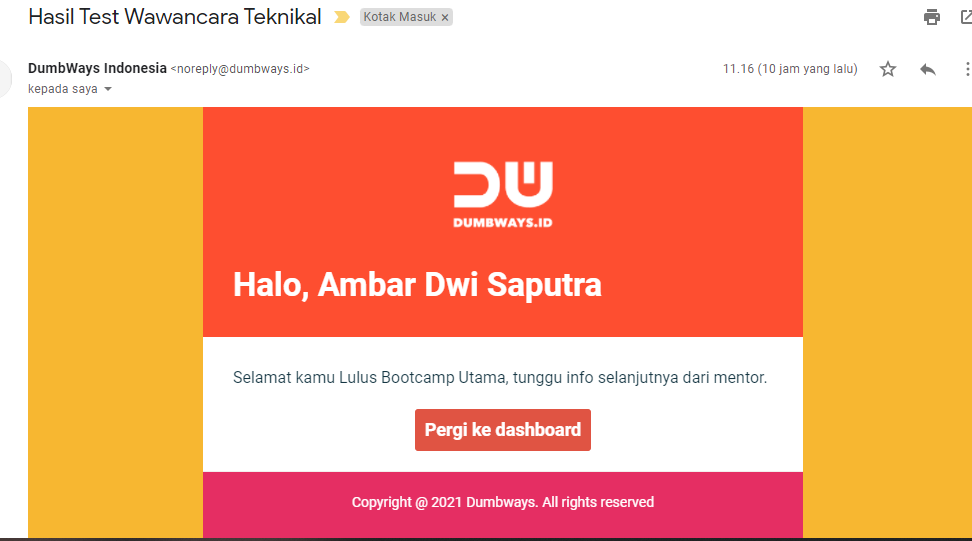 Hasil Test Wawancara Teknikal
Kotak Masuk ×
DumbWays Indonesia <noreply@dumbways.id>
11.16 (10 jam yang lalu)
kepada saya
DUMBWAYS.ID
Halo, Ambar Dwi Saputra
Selamat kamu Lulus Bootcamp Utama, tunggu info selanjutnya dari mentor.
Pergi ke dashboard
Copyright @ 2021 Dumbways. All rights reserved